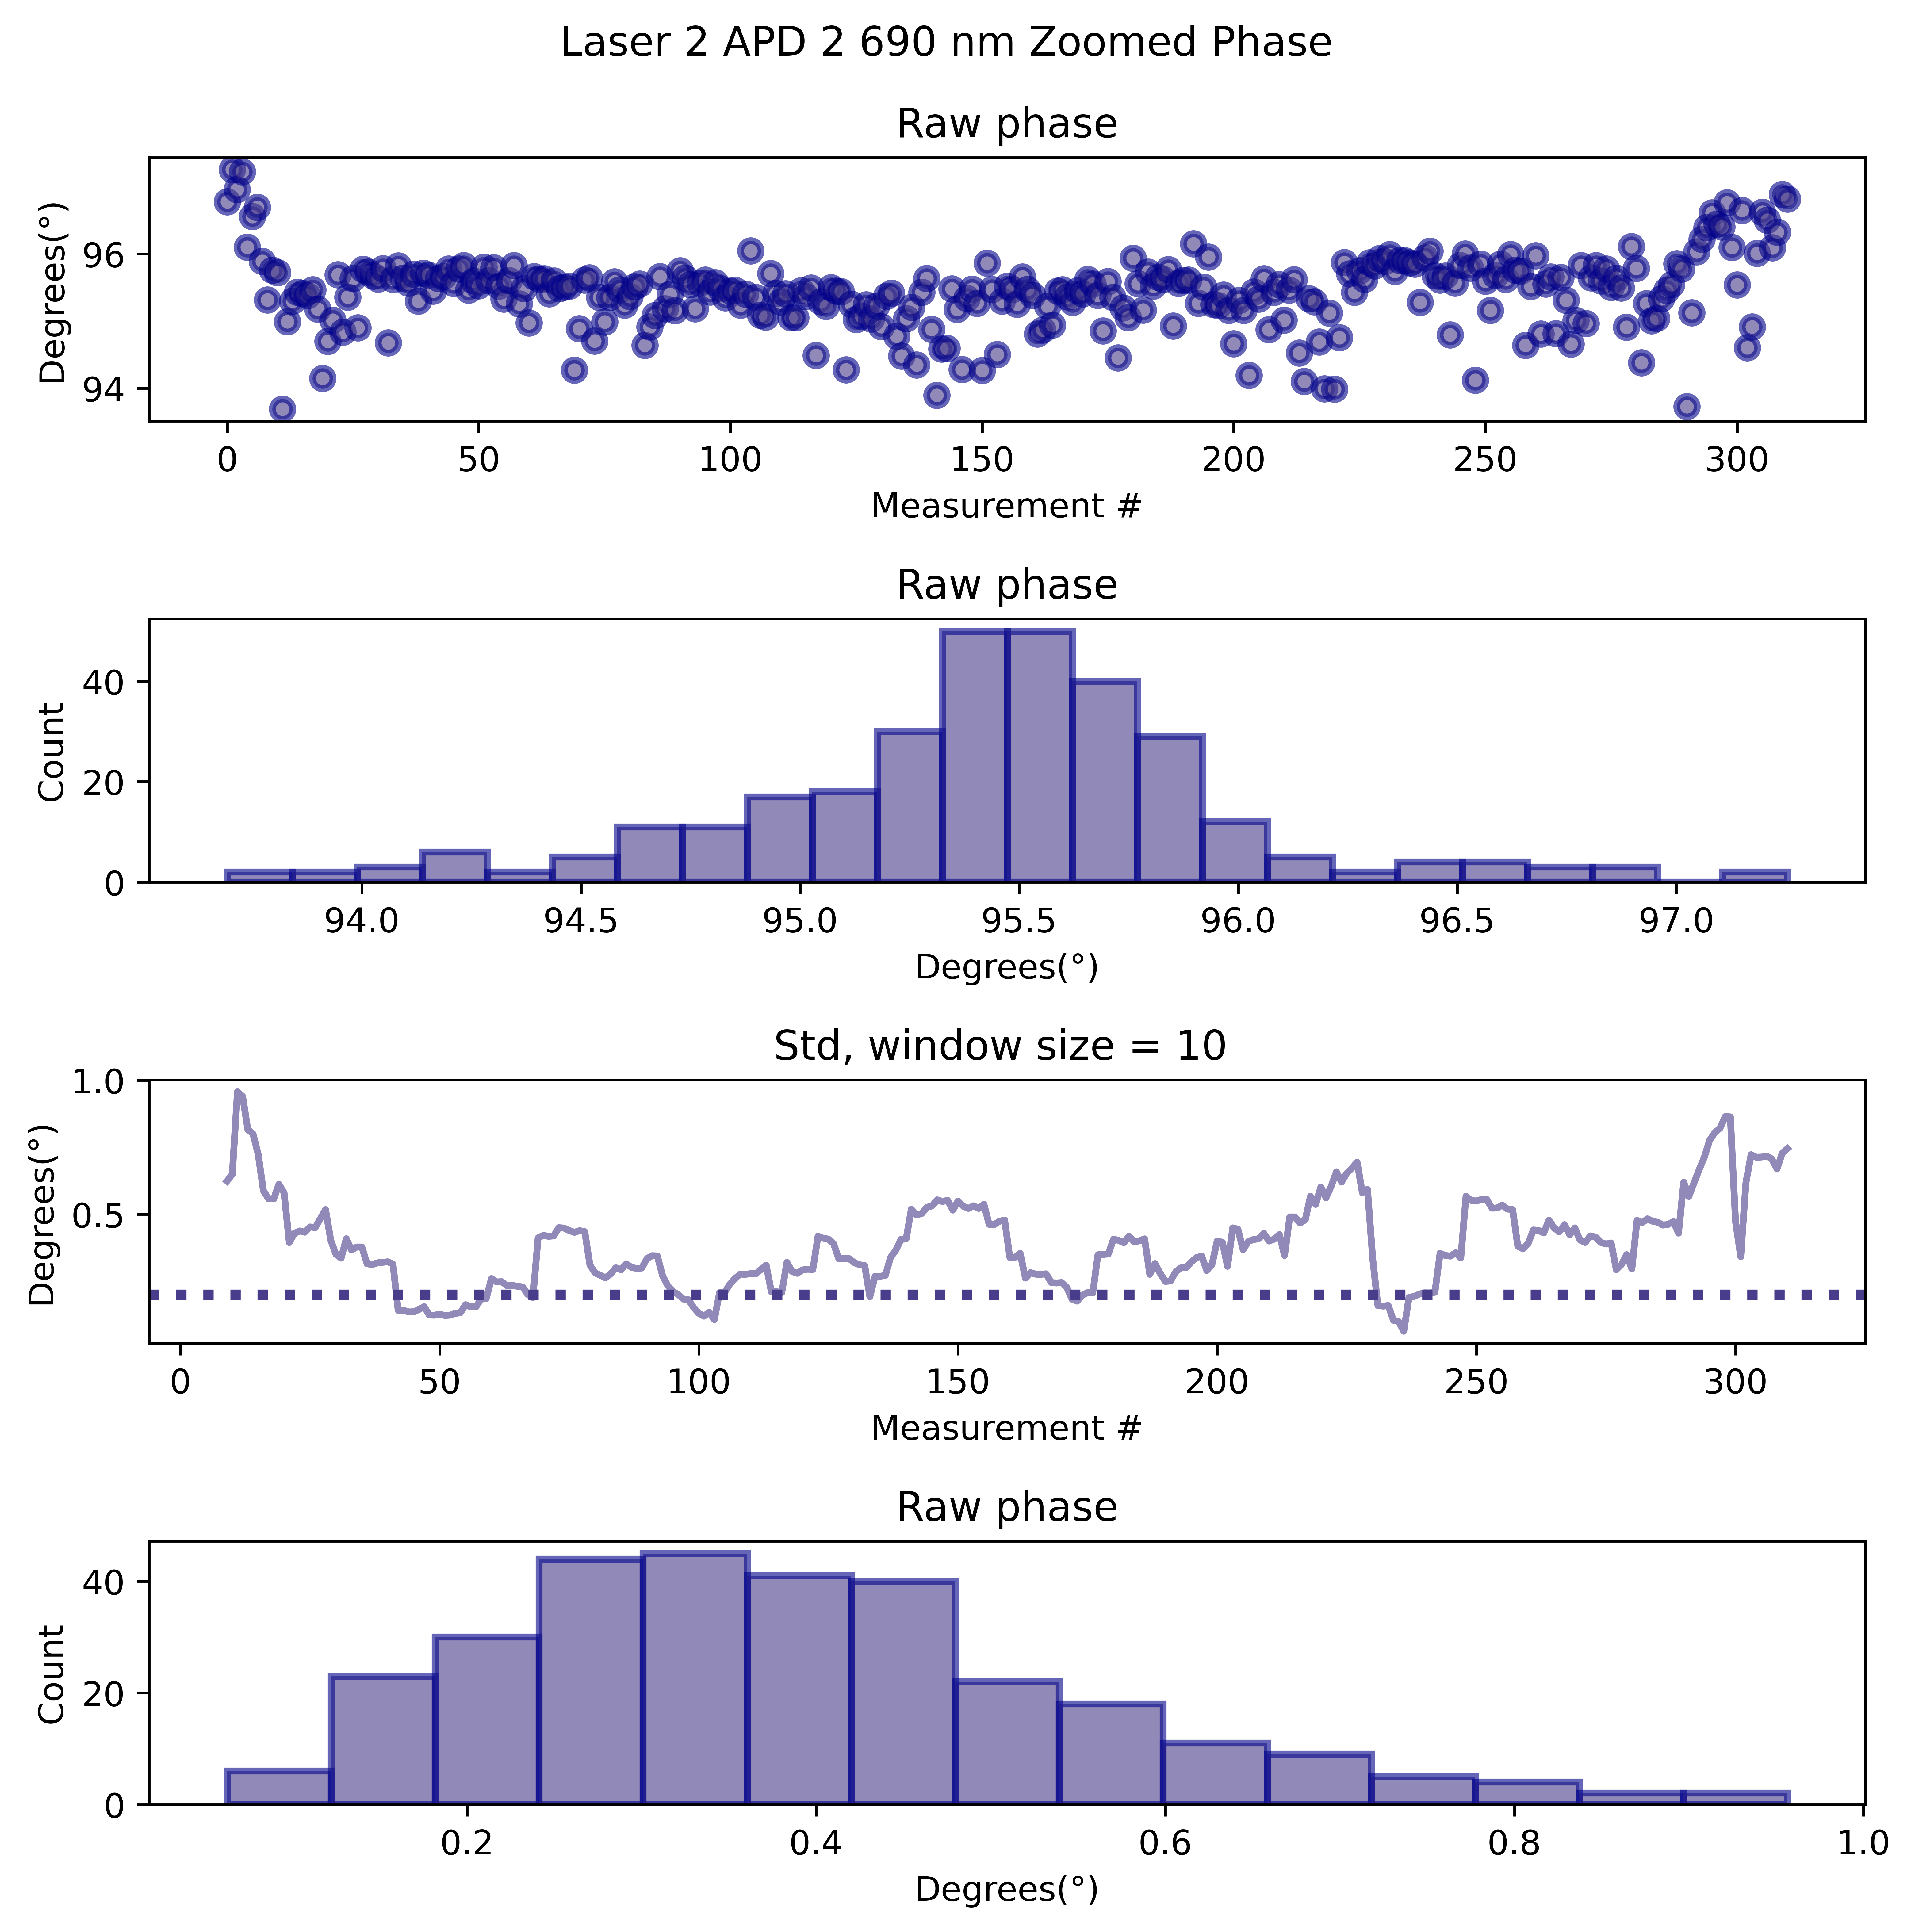 Laser 2 APD 2 690 nm Zoomed Phase
Raw phase
Degrees(°)
96
94
0 50 100 150 200 250 300
Measurement #
Raw phase
Count
40
20
0
94.0 94.5 95.0 95.5 96.0 96.5 97.0
Degrees(°)
Std, window size = 10
Degrees(°)
1.0
0.5
0 50 100 150 200 250 300
Measurement #
Raw phase
Count
40
20
0
0.2 0.4 0.6 0.8 1.0
Degrees(°)